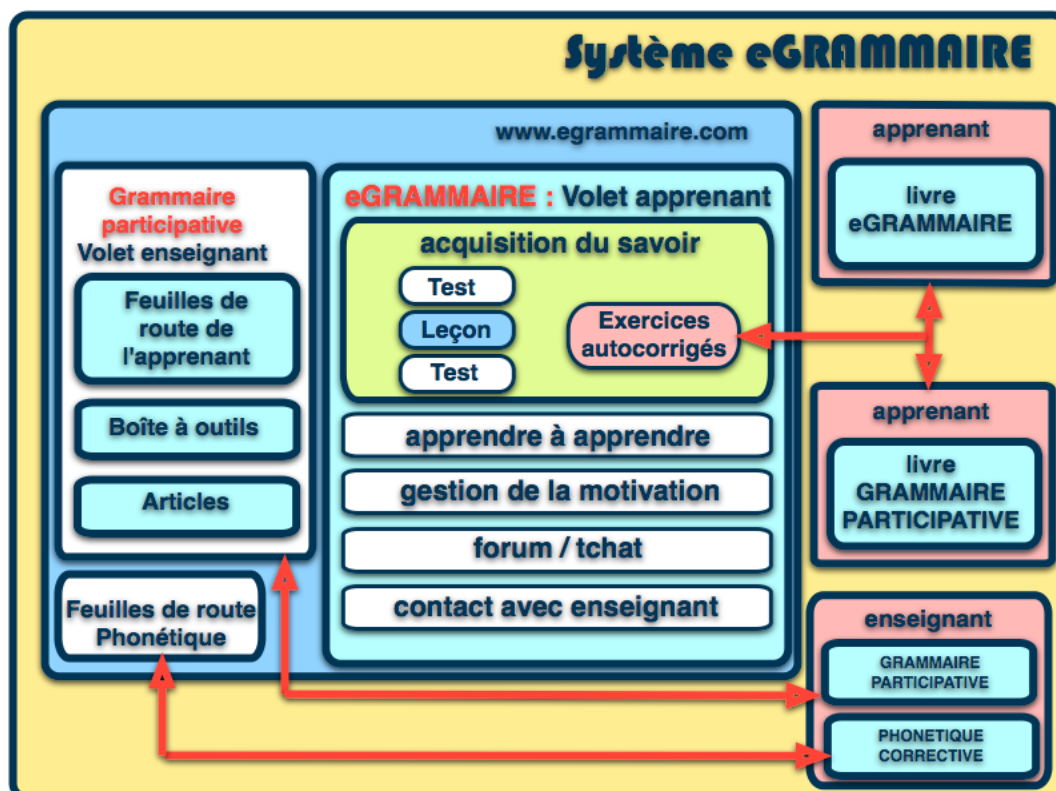 Système eGRAMMAIRE
www.egrammaire.com
Grammaire
participative
Volet enseignant
Feuilles de
route de
l'apprenant
Boîte à outils
Articles
Feuilles de route
Phonétique
eGRAMMAIRE : Volet apprenant
acquisition du savoir
Test
Leçon
Test
Exercices
autocorrigés
apprendre à apprendre
gestion de la motivation
forum / tchat
contact avec enseignant
apprenant
livre
eGRAMMAIRE
apprenant
livre
GRAMMAIRE
PARTICIPATIVE
enseignant
GRAMMAIRE
PARTICIPATIVE
PHONETIQUE
CORRECTIVE